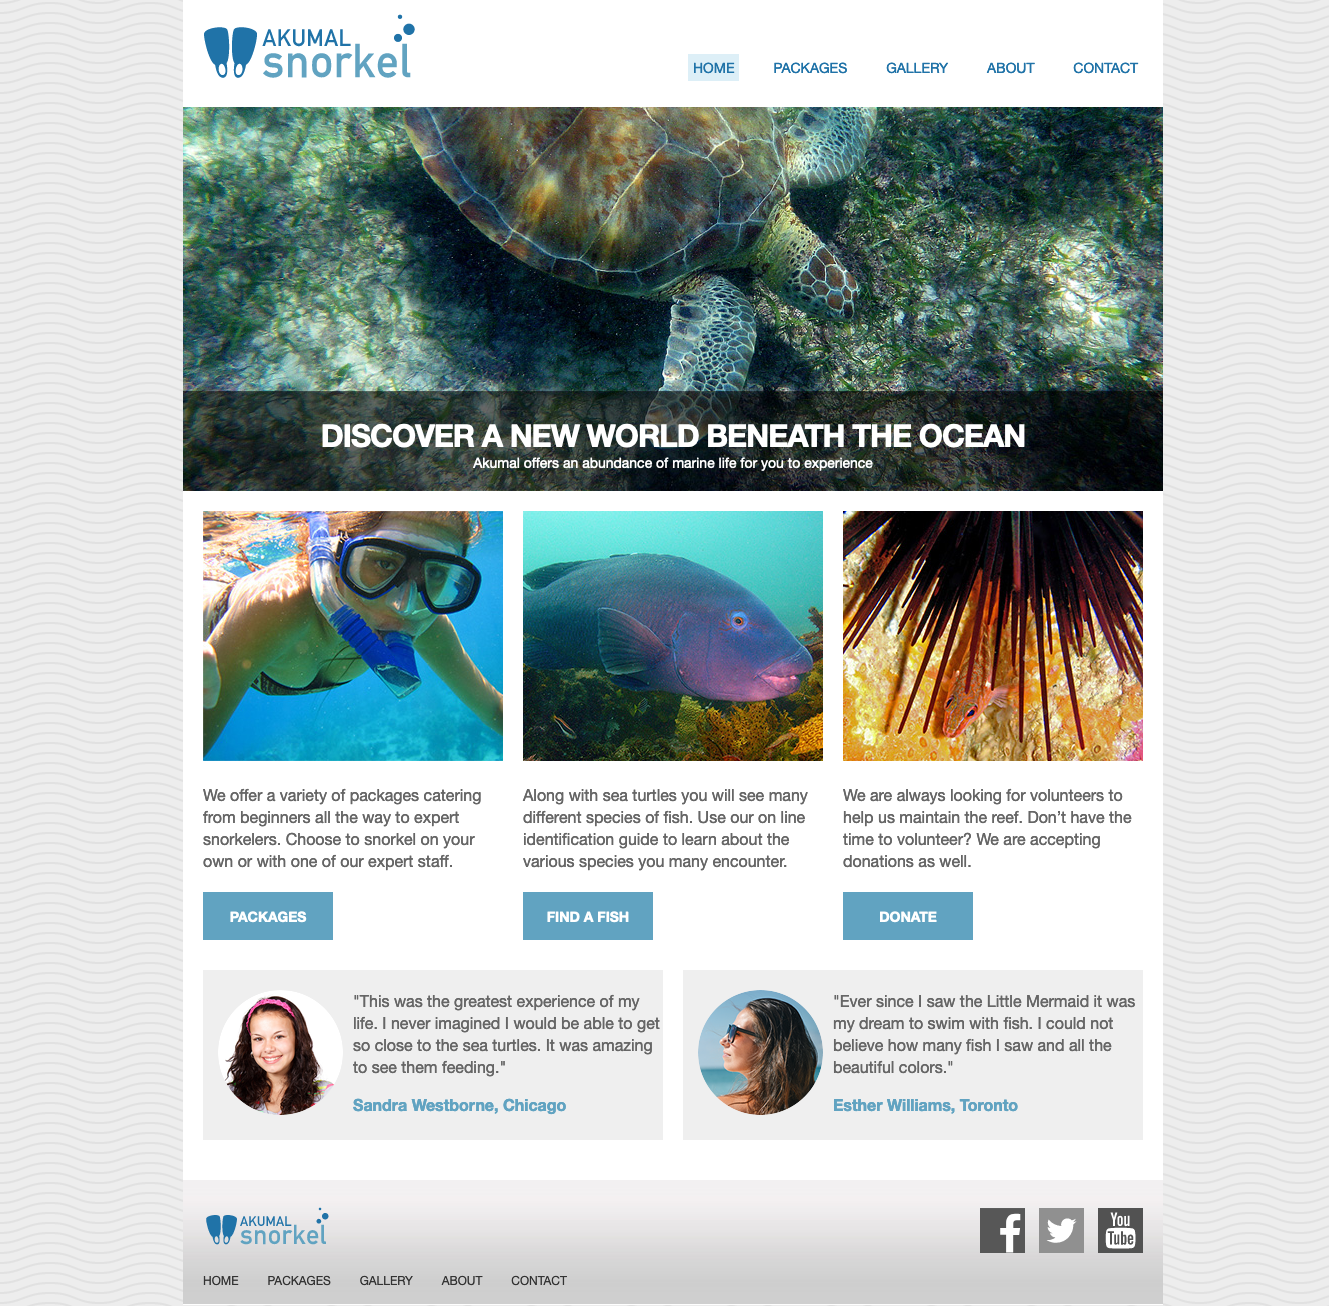 AKUMAL
snorkel
HOME PACKAGES GALLERY ABOUT CONTACT
DISCOVER A NEW WORLD BENEATH THE OCEAN
Akumal offers an abundance of marine life for you to experience
We offer a variety of packages catering
from beginners all the way to expert
snorkelers. Choose to snorkel on your
own or with one of our expert staff.
PACKAGES
Along with sea turtles you will see many
different species of fish. Use our on line
identification guide to learn about the
various species you many encounter.
FIND A FISH
We are always looking for volunteers to
help us maintain the reef. Don’t have the
time to volunteer? We are accepting
donations as well.
DONATE
"This was the greatest experience of my
life. I never imagined I would be able to get
so close to the sea turtles. It was amazing
to see them feeding."
Sandra Westborne, Chicago
"Ever since I saw the Little Mermaid it was
my dream to swim with fish. I could not
believe how many fish I saw and all the
beautiful colors."
Esther Williams, Toronto
AKUMAL
snorkel
f
You
Tube
HOME PACKAGES GALLERY ABOUT CONTACT